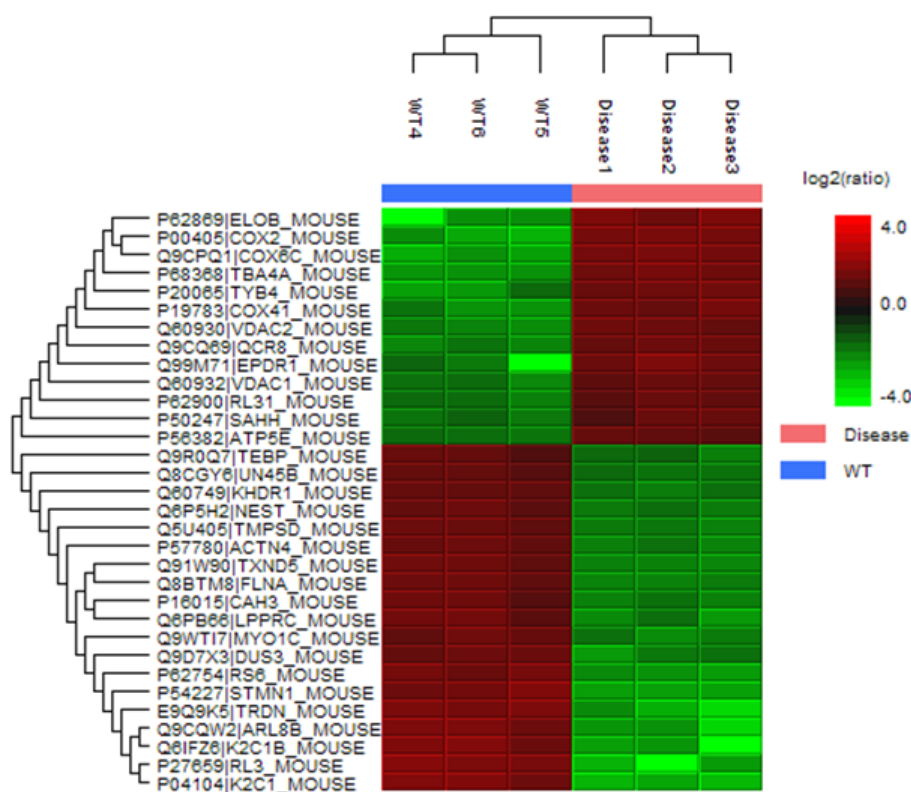 WT4
WT6
WT5
Disease1
Disease2
Disease3
log2(ratio)
4.0
0.0
-4.0
Disease
WT
P62869|ELOB_MOUSE
P00405|COX2_MOUSE
Q9CPQ1|COX6C_MOUSE
P68368|TBA4A_MOUSE
P20065|TYB4_MOUSE
P19783|COX41_MOUSE
Q60930|VDAC2_MOUSE
Q9CQ69|QCR8_MOUSE
Q99M71|EPDR1_MOUSE
Q60932|VDAC1_MOUSE
P62900|RL31_MOUSE
P50247|SAHH_MOUSE
P56382|ATP5E_MOUSE
Q9R0Q7|TEBP_MOUSE
Q8CGY6|UN45B_MOUSE
Q60749|KHDR1_MOUSE
Q6P5H2|NEST_MOUSE
Q5U405|TMPSD_MOUSE
P57780|ACTN4_MOUSE
Q91W90|TXND5_MOUSE
Q8BTM8|FLNA_MOUSE
P16015|CAH3_MOUSE
Q6PB66|LPPRC_MOUSE
Q9WTI7|MYO1C_MOUSE
Q9D7X3|DUS3_MOUSE
P62754|RS6_MOUSE
P54227|STMN1_MOUSE
E9Q9K5|TRDN_MOUSE
Q9CQW2|ARL8B_MOUSE
Q6IFZ6|K2C1B_MOUSE
P27659|RL3_MOUSE
P04104|K2C1_MOUSE